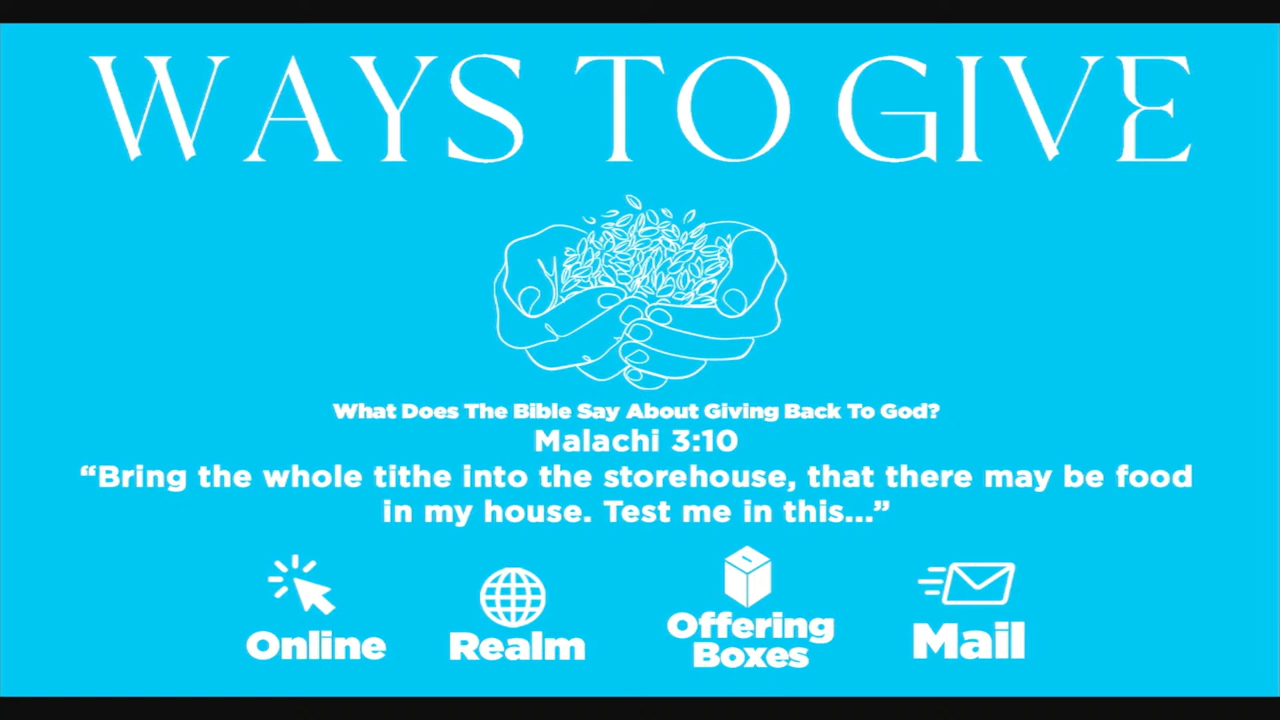 WAYS TO GIVE
What Does The Bible Say About Giving Back To God?
Malachi 3:10
“Bring the whole tithe into the storehouse, that there may be food
in my house. Test me in this...”
Online
Realm
Offering
Boxes
Mail